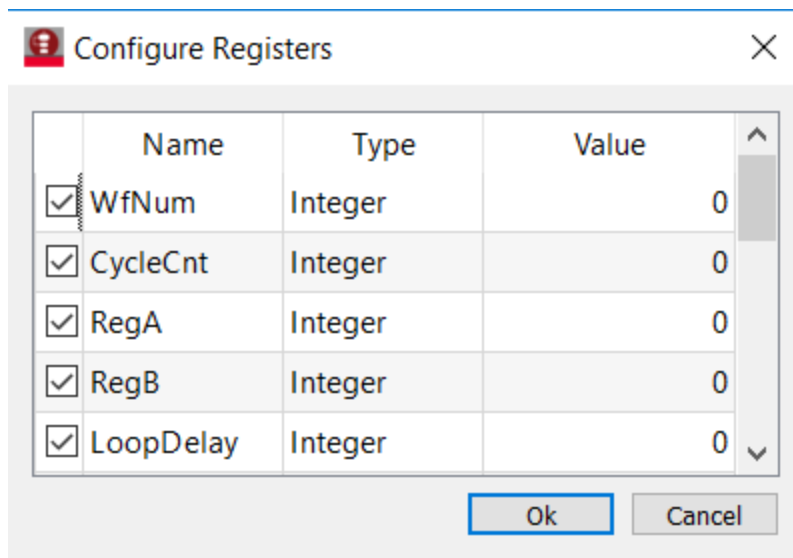 Configure Registers
Name Type Value
WfNum Integer 0
CycleCnt Integer 0
RegA Integer 0
RegB Integer 0
LoopDelay Integer 0
Ok Cancel